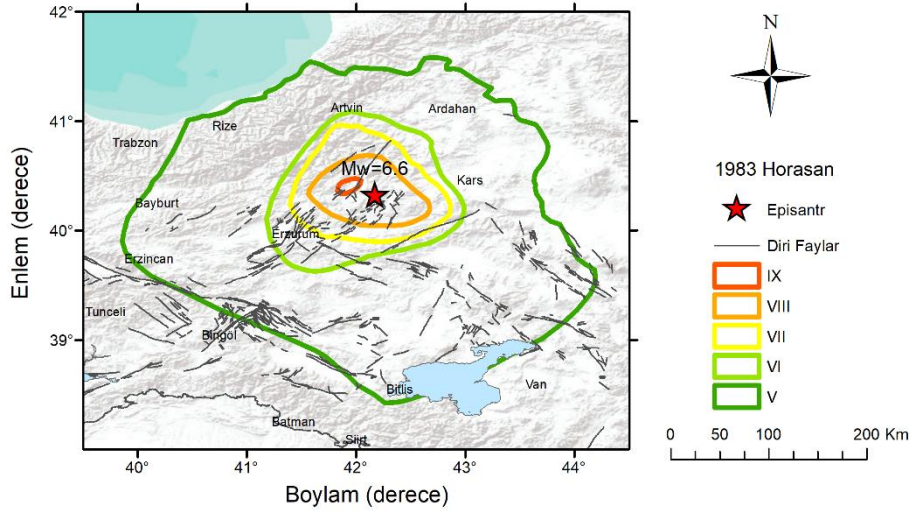 42°
41°
40°
39°
Enlem (derece)
Artvin
Ardahan
Rize
Trabzon
Mw=6.6
Kars
Bayburt
Erzurum
Erzincan
Tunceli
Bingöl
Bitlis
Van
Batman
Siirt
40°
41°
42°
43°
44°
Boylam (derece)
N
1983 Horasan
Episantr
Diri Faylar
IX
VIII
VII
VI
V
0 50 100 200 Km